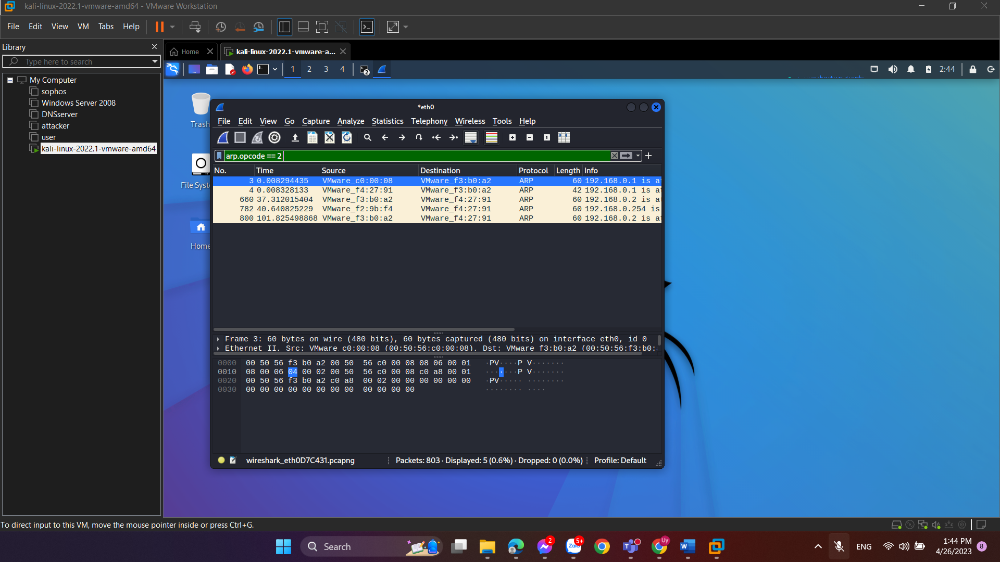 kali-linux-2022.1-vmware-amd64 - VMware Workstation
File Edit View VM Tabs Help
Library
Type here to search
My Computer
sophos
Windows Server 2008
DNSserver
attacker
user
kali-linux-2022.1-vmware-amd64
Home
kali-linux-2022.1-vmware-a...
1 2 3 4
2
2:44
Trash
File Syst
Home
*eth0
File Edit View Go Capture Analyze Statistics Telephony Wireless Tools Help
arp.opcode == 2
No. Time Source Destination Protocol Length Info
3 0.008294435 VMware_c0:00:08 VMware_f3:b0:a2 ARP 60 192.168.0.1 is a
4 0.008328133 VMware_f4:27:91 VMware_f3:b0:a2 ARP 42 192.168.0.1 is a
660 37.312015404 VMware_f3:b0:a2 VMware_f4:27:91 ARP 60 192.168.0.2 is a
782 40.640825229 VMware_f2:9b:f4 VMware_f4:27:91 ARP 60 192.168.0.254 is
800 101.825498868 VMware_f3:b0:a2 VMware_f4:27:91 ARP 60 192.168.0.2 is a
Frame 3: 60 bytes on wire (480 bits), 60 bytes captured (480 bits) on interface eth0, id 0
Ethernet II, Src: VMware_c0:00:08 (00:50:56:c0:00:08), Dst: VMware_f3:b0:a2 (00:50:56:f3:b0:
0000 00 50 56 f3 b0 a2 00 50 56 c0 00 08 08 06 00 01 ·PV····P V·······
0010 08 00 06 04 00 02 00 50 56 c0 00 08 c0 a8 00 01 ·······P V·······
0020 00 50 56 f3 b0 a2 c0 a8 00 02 00 00 00 00 00 00 ·PV····· ········
0030 00 00 00 00 00 00 00 00 00 00 00 00 ········ ····
wireshark_eth0D7C431.pcapng
Packets: 803 · Displayed: 5 (0.6%) · Dropped: 0 (0.0%)
Profile: Default
To direct input to this VM, move the mouse pointer inside or press Ctrl+G.
Search
2
Zalo
5+
Uy
W
ENG
1:44 PM
4/26/2023
8